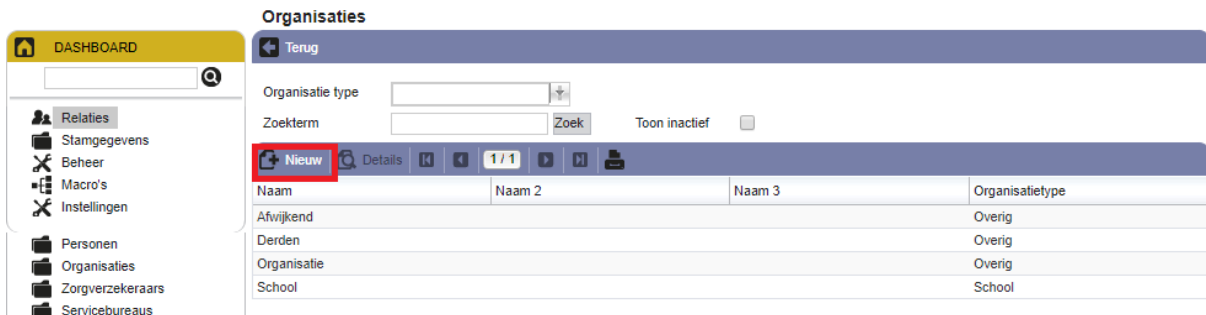 Organisaties
DASHBOARD
Terug
Organisatie type
Zoekterm
Zoek
Toon inactief
Relaties
Stamgegevens
Beheer
Macro's
Instellingen
Personen
Organisaties
Zorgverzekeraars
Servicebureaus
Nieuw
Details
1 / 1
Naam Naam 2 Naam 3 Organisatietype
Afwijkend Overig
Derden Overig
Organisatie Overig
School School